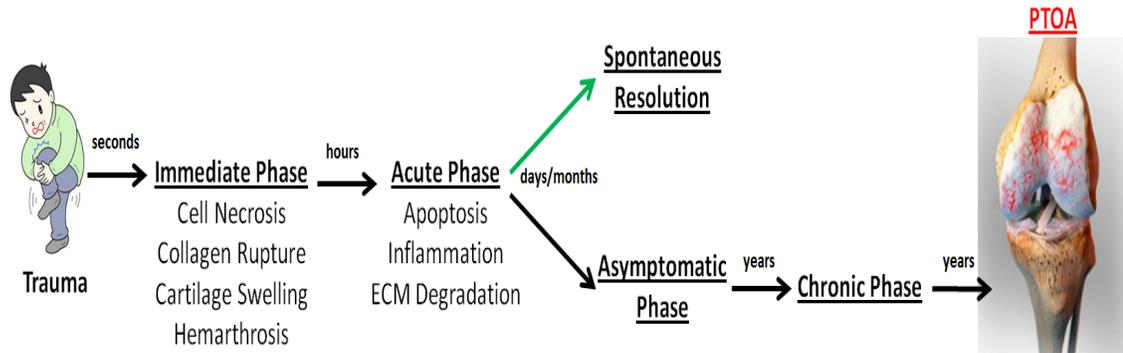 Trauma
seconds
Immediate Phase
Cell Necrosis
Collagen Rupture
Cartilage Swelling
Hemarthrosis
hours
Acute Phase
Apoptosis
Inflammation
ECM Degradation
days/months
Spontaneous
Resolution
Asymptomatic
Phase
years
Chronic Phase
years
PTOA